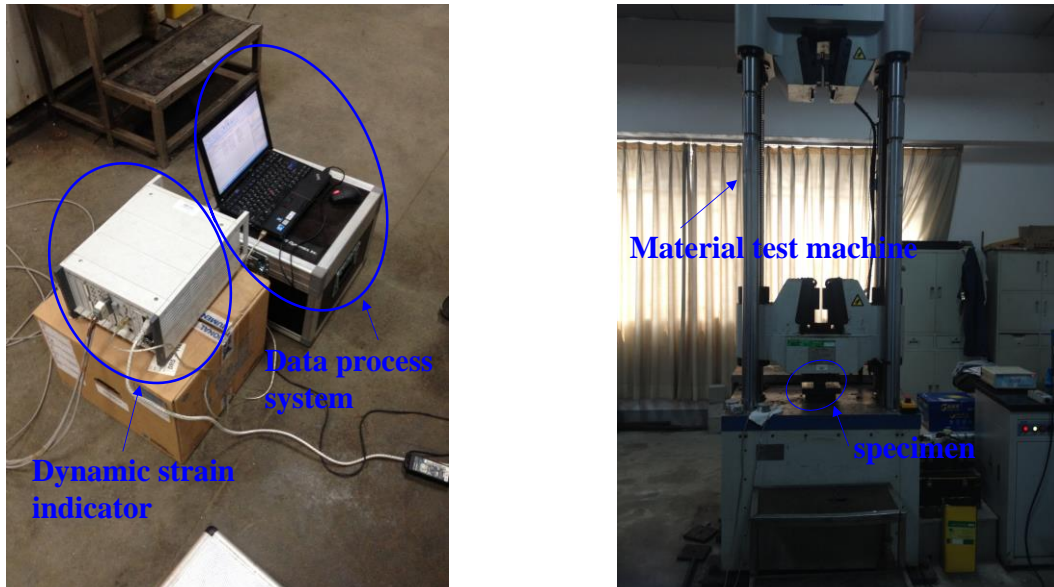 Data process
system
Dynamic strain
indicator
Material test machine
specimen